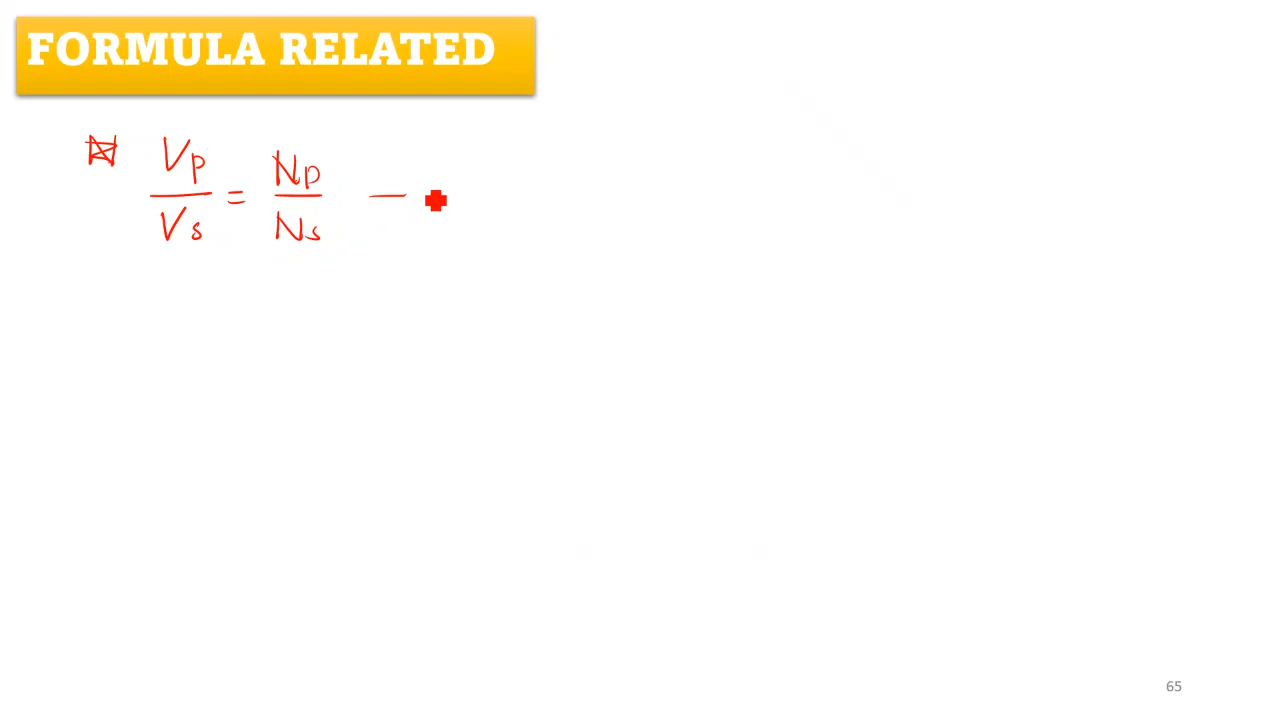 FORMULA RELATED
Vp/Vs = Np/Ns —
65